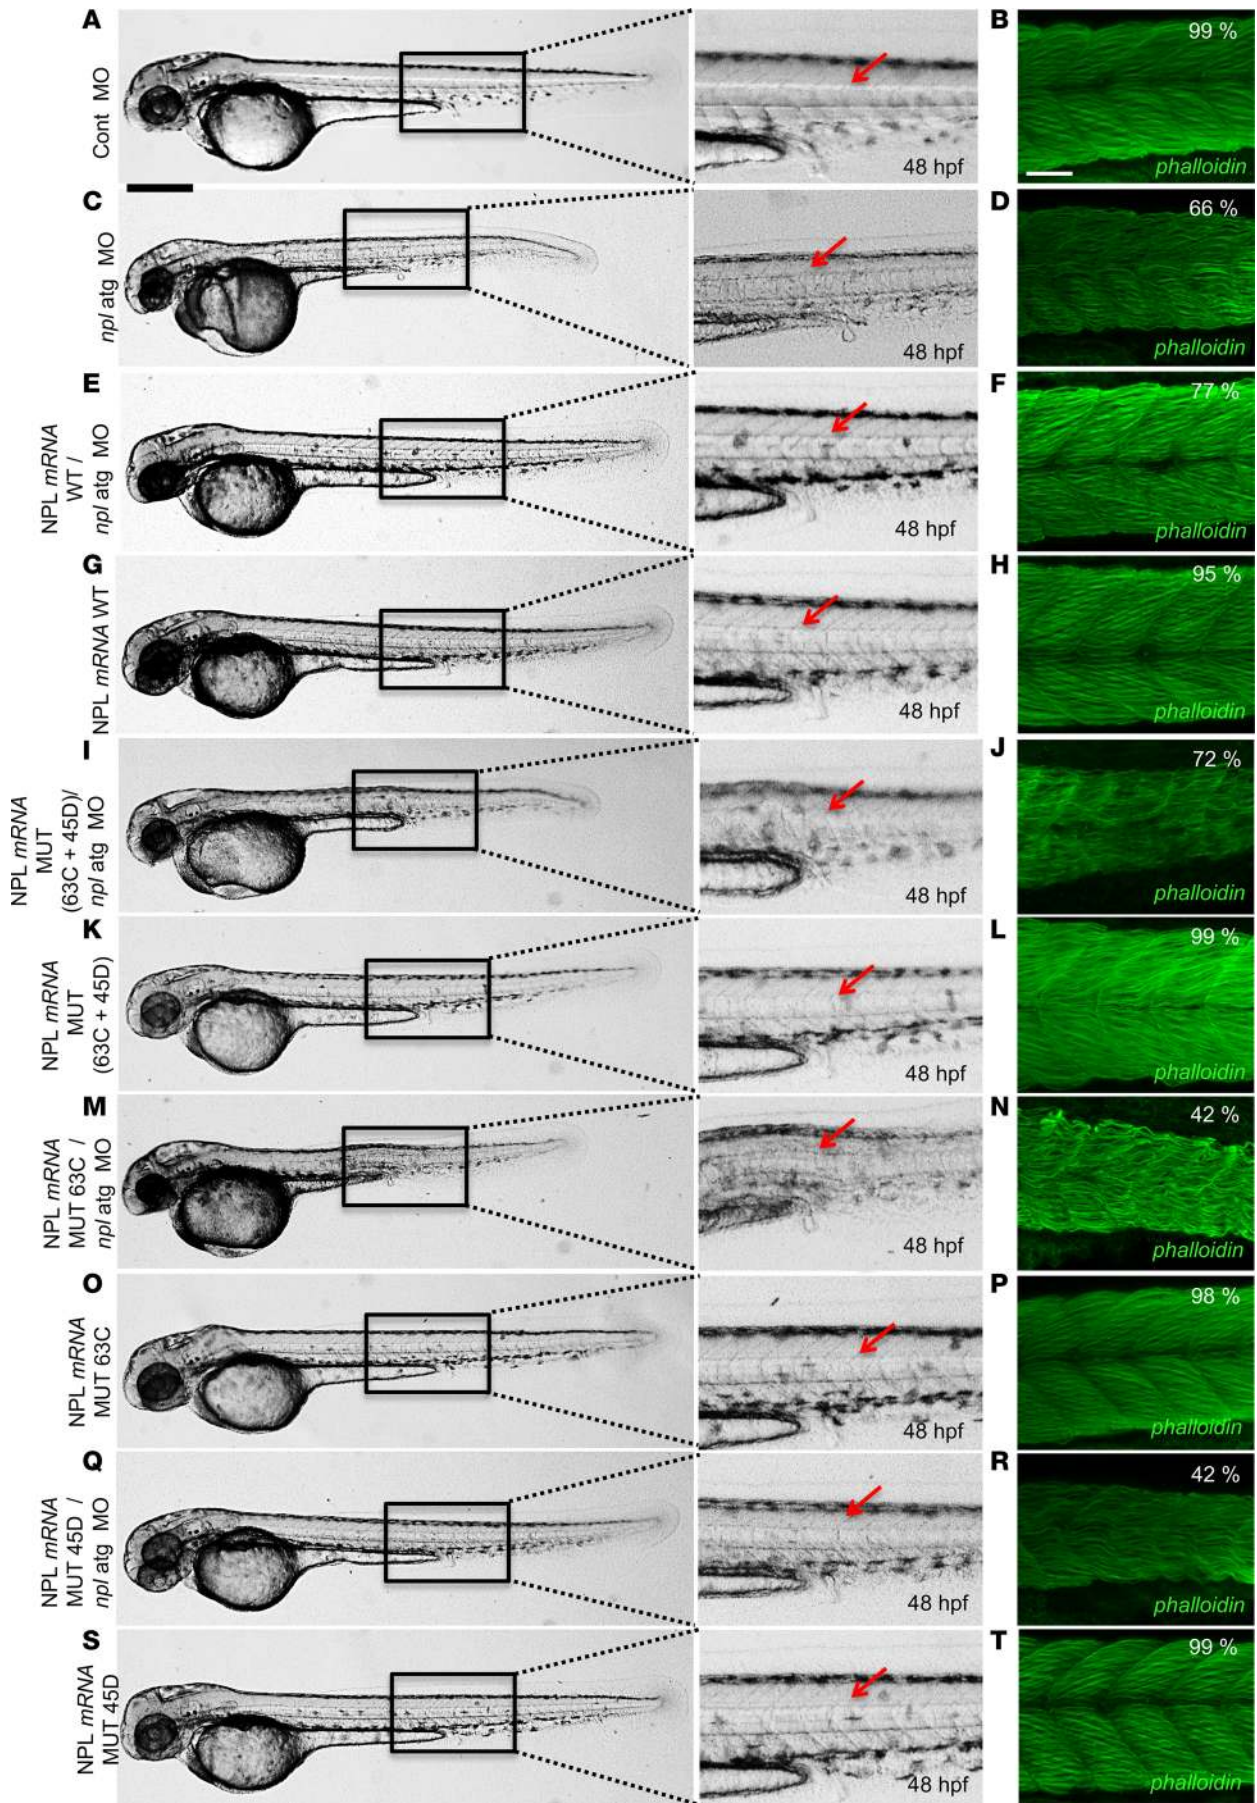 A
Cont MO
48 hpf
B
99 %
phalloidin
C
npl atg MO
48 hpf
D
66 %
phalloidin
E
NPL mRNA
WT /
npl atg MO
48 hpf
F
77 %
phalloidin
G
NPL mRNA WT
48 hpf
H
95 %
phalloidin
I
NPL mRNA
MUT
(63C + 45D)/
npl atg MO
48 hpf
J
72 %
phalloidin
K
NPL mRNA
MUT
(63C + 45D)
48 hpf
L
99 %
phalloidin
M
NPL mRNA
MUT 63C /
npl atg MO
48 hpf
N
42 %
phalloidin
O
NPL mRNA
MUT 63C
48 hpf
P
98 %
phalloidin
Q
NPL mRNA
MUT 45D /
npl atg MO
48 hpf
R
42 %
phalloidin
S
NPL mRNA
MUT 45D
48 hpf
T
99 %
phalloidin